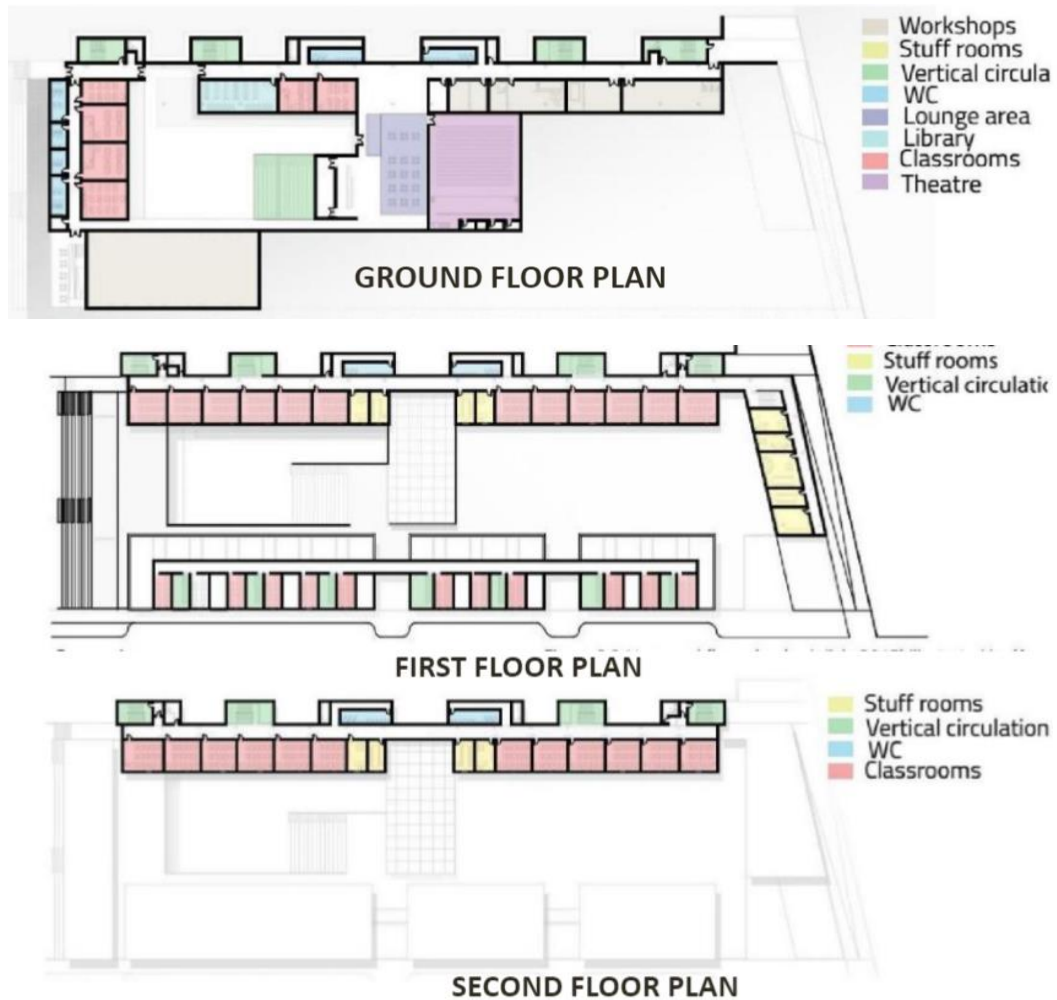 Workshops
Stuff rooms
Vertical circula
WC
Lounge area
Library
Classrooms
Theatre
GROUND FLOOR PLAN
Stuff rooms
Vertical circulatic
WC
FIRST FLOOR PLAN
Stuff rooms
Vertical circulation
WC
Classrooms
SECOND FLOOR PLAN